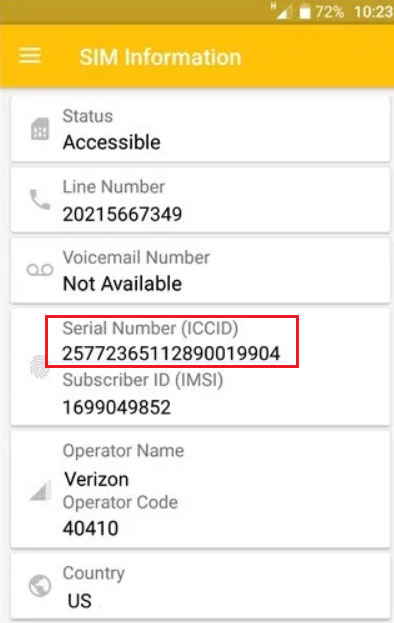 H 72% 10:23
SIM Information
Status
Accessible
Line Number
20215667349
Voicemail Number
Not Available
Serial Number (ICCID)
25772365112890019904
Subscriber ID (IMSI)
1699049852
Operator Name
Verizon
Operator Code
40410
Country
US